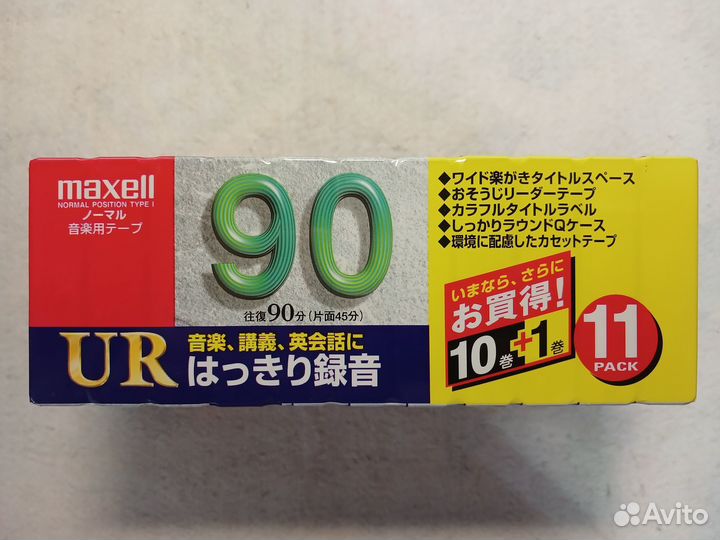 maxell
NORMAL POSITION TYPE I
ノーマル
音楽用テープ
90
往復90分(片面45分)
UR
音楽、講義、英会話に
はっきり録音
◆ワイド楽がきタイトルスペース
◆おそうじリーダーテープ
◆カラフルタイトルラベル
◆しっかりラウンドQケース
◆環境に配慮したカセットテープ
いまなら、さらに
お買得!
10巻+1巻
11
PACK
Avito